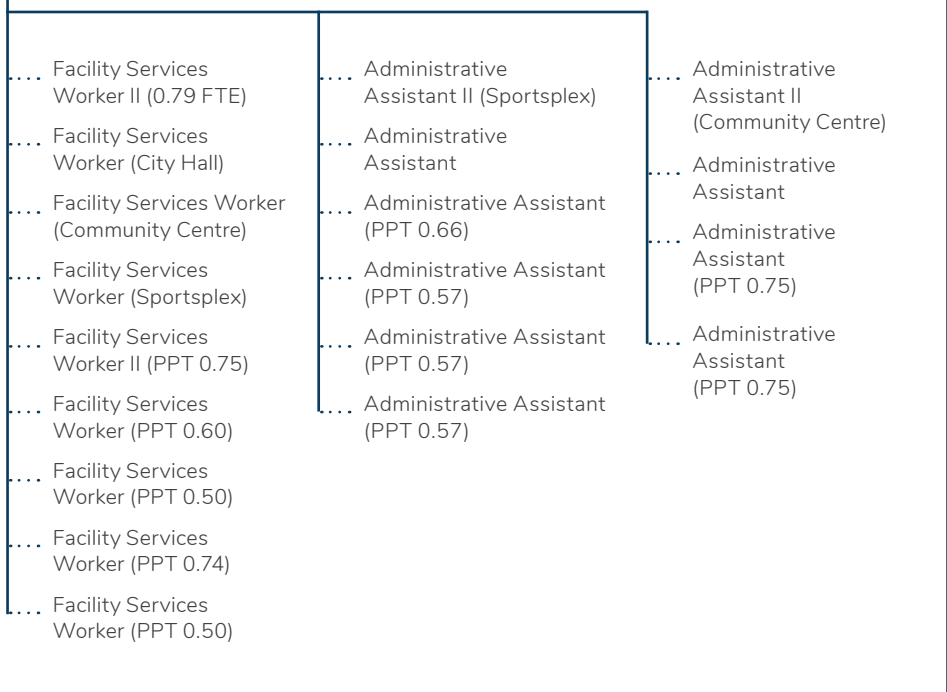 Facility Services
Worker II (0.79 FTE)
Facility Services
Worker (City Hall)
Facility Services Worker
(Community Centre)
Facility Services
Worker (Sportsplex)
Facility Services
Worker II (PPT 0.75)
Facility Services
Worker (PPT 0.60)
Facility Services
Worker (PPT 0.50)
Facility Services
Worker (PPT 0.74)
Facility Services
Worker (PPT 0.50)
Administrative
Assistant II (Sportsplex)
Administrative
Assistant
Administrative Assistant
(PPT 0.66)
Administrative Assistant
(PPT 0.57)
Administrative Assistant
(PPT 0.57)
Administrative Assistant
(PPT 0.57)
Administrative
Assistant II
(Community Centre)
Administrative
Assistant
Administrative
Assistant
(PPT 0.75)
Administrative
Assistant
(PPT 0.75)